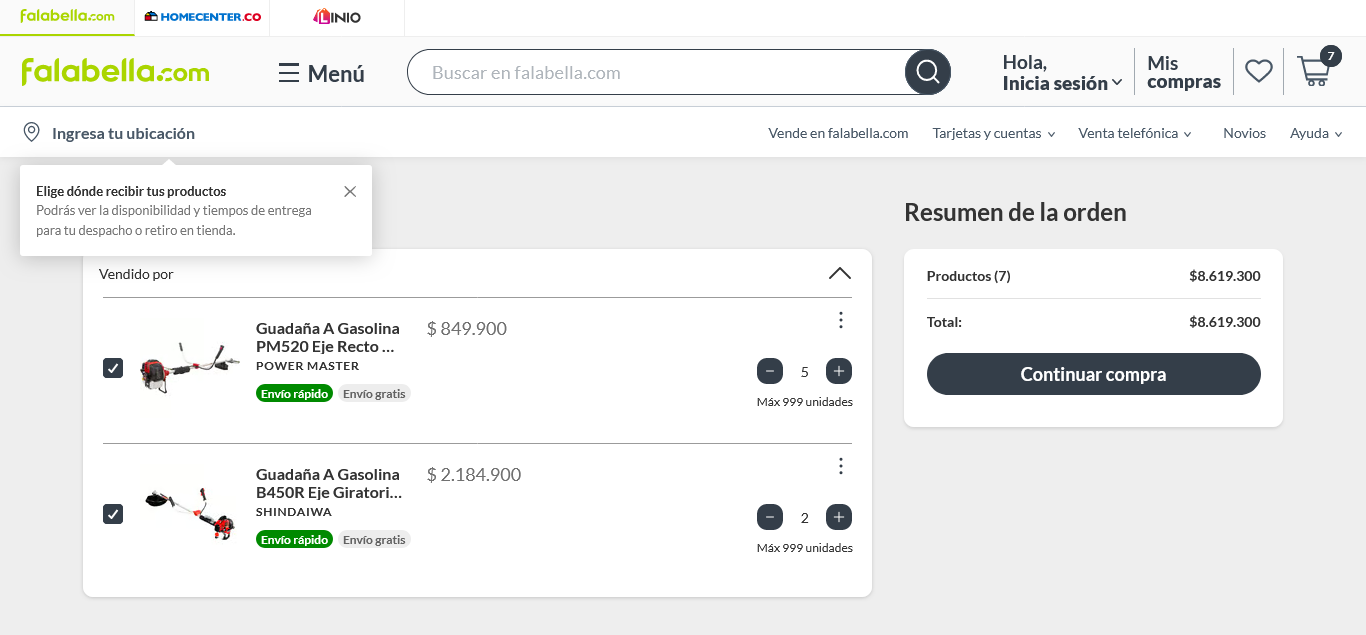 falabella.com
HOMECENTER.CO
LINIO
falabella.com
Menú
Buscar en falabella.com
Hola,
Inicia sesión
Mis
compras
7
Ingresa tu ubicación
Vende en falabella.com
Tarjetas y cuentas
Venta telefónica
Novios
Ayuda
Elige dónde recibir tus productos
Podrás ver la disponibilidad y tiempos de entrega
para tu despacho o retiro en tienda.
Vendido por
Guadaña A Gasolina
PM520 Eje Recto ...
POWER MASTER
Envío rápido
Envío gratis
$ 849.900
5
Máx 999 unidades
Guadaña A Gasolina
B450R Eje Giratori...
SHINDAIWA
Envío rápido
Envío gratis
$ 2.184.900
2
Máx 999 unidades
Resumen de la orden
Productos (7) $8.619.300
Total: $8.619.300
Continuar compra